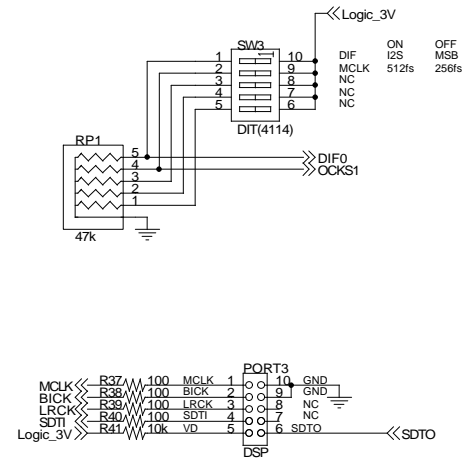 Logic_3V
SW3
ON OFF
1 10 DIF I2S MSB
2 9 MCLK 512fs 256fs
3 8 NC
4 7 NC
5 6 NC
DIT(4114)
RP1
5 DIF0
4 OCKS1
3
2
1
47k
PORT3
MCLK R37 100 MCLK 1 10 GND
BICK R38 100 BICK 2 9 GND
LRCK R39 100 LRCK 3 8 NC
SDTI R40 100 SDTI 4 7 NC
Logic_3V R41 10k VD 5 6 SDTO SDTO
DSP